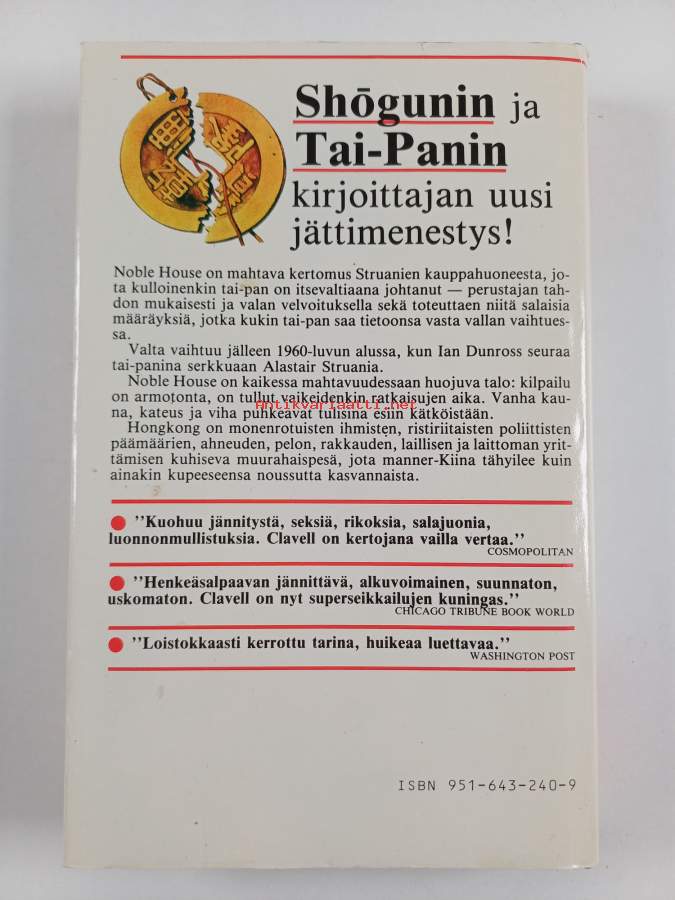 Shōgunin ja
Tai-Panin
kirjoittajan uusi
jättimenestys!
Noble House on mahtava kertomus Struanien kauppahuoneesta, jo-
ta kulloinenkin tai-pan on itsevaltiaana johtanut — perustajan tah-
don mukaisesti ja valan velvoituksella sekä toteuttaen niitä salaisia
määräyksiä, jotka kukin tai-pan saa tietoonsa vasta vallan vaihtues-
sa.
Valta vaihtuu jälleen 1960-luvun alussa, kun Ian Dunross seuraa
tai-panina serkkuaan Alastair Struania.
Noble House on kaikessa mahtavuudessaan huojuva talo: kilpailu
on armotonta, on tullut vaikeidenkin ratkaisujen aika. Vanha kau-
na, kateus ja viha puhkeavat tulisina esiin kätköistään.
antikvariaatti.net
Hongkong on monenrotuisten ihmisten, ristiriitaisten poliittisten
päämäärien, ahneuden, pelon, rakkauden, laillisen ja laittoman yrit-
tämisen kuhiseva muurahaispesä, jota manner-Kiina tähyilee kuin
ainakin kupeeseensa noussutta kasvannaista.
"Kuohuu jännitystä, seksiä, rikoksia, salajuonia,
luonnonmullistuksia. Clavell on kertojana vailla vertaa."
COSMOPOLITAN
"Henkeäsalpaavan jännittävä, alkuvoimainen, suunnaton,
uskomaton. Clavell on nyt superseikkailujen kuningas."
CHICAGO TRIBUNE BOOK WORLD
"Loistokkaasti kerrottu tarina, huikeaa luettavaa."
WASHINGTON POST
ISBN 951-643-240-9